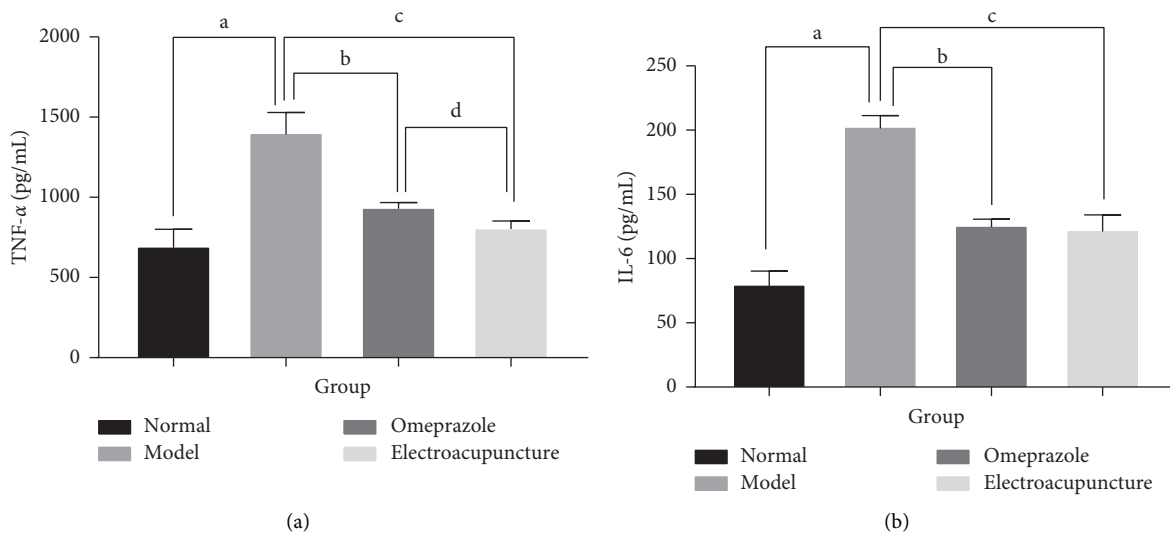 a
c
b
d
2000
1500
1000
500
0
TNF-α (pg/mL)
Group
Normal
Model
Omeprazole
Electroacupuncture
(a)
c
a
b
250
200
150
100
50
0
IL-6 (pg/mL)
Group
Normal
Model
Omeprazole
Electroacupuncture
(b)